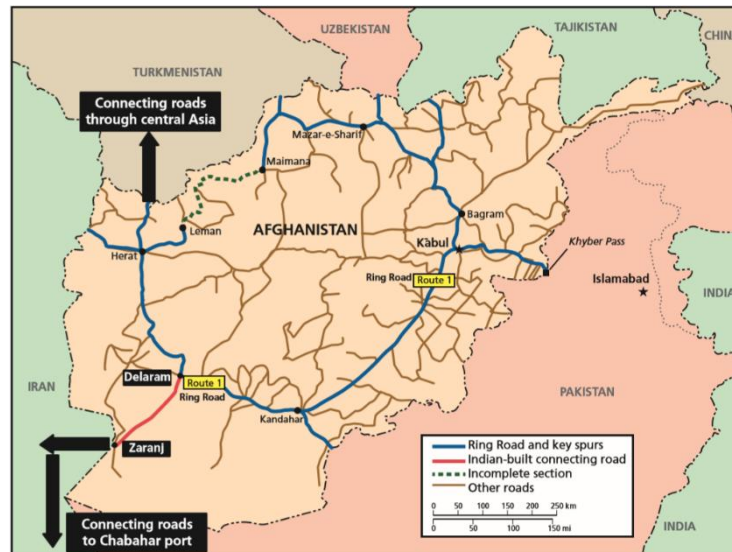 UZBEKISTAN
TAJIKISTAN
CHIN
TURKMENISTAN
Connecting roads
through central Asia
Mazar-e-Sharif
Maimana
Leman
AFGHANISTAN
Bagram
Herat
Kabul
Khyber Pass
Ring Road
Route 1
Islamabad
INDIA
Delaram
Route 1
Ring Road
IRAN
Kandahar
PAKISTAN
Zaranj
Ring Road and key spurs
Indian-built connecting road
Incomplete section
Other roads
0 50 100 150 200 250 km
0 50 100 150 mi
Connecting roads
to Chabahar port
INDIA